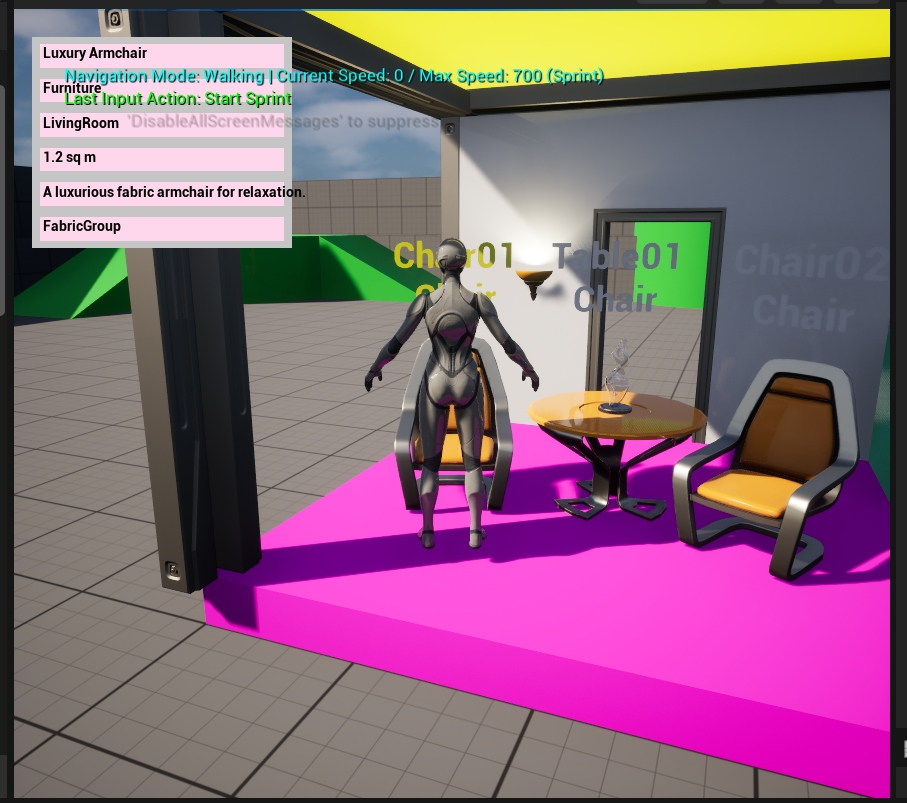 Luxury Armchair
Navigation Mode: Walking | Current Speed: 0 / Max Speed: 700 (Sprint)
Furniture
Last Input Action: Start Sprint
LivingRoom
'DisableAllScreenMessages' to suppress
1.2 sq m
A luxurious fabric armchair for relaxation.
FabricGroup
Chair01
Chair
Table01
Chair
Chair02
Chair